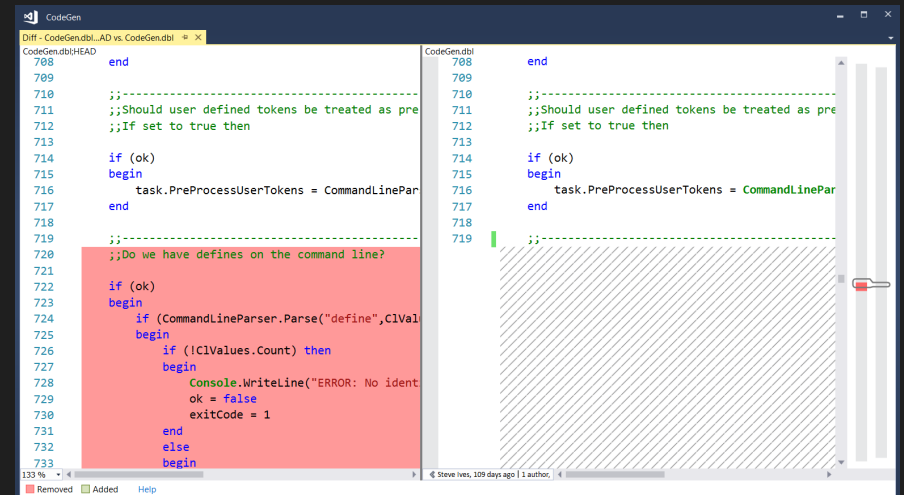 CodeGen
Diff - CodeGen.dbl...AD vs. CodeGen.dbl
CodeGen.dbl;HEAD
708 end
709
710 ;;--------------------------------------------
711 ;;Should user defined tokens be treated as pre
712 ;;If set to true then
713
714 if (ok)
715 begin
716 task.PreProcessUserTokens = CommandLinePar
717 end
718
719 ;;--------------------------------------------
720 ;;Do we have defines on the command line?
721
722 if (ok)
723 begin
724 if (CommandLineParser.Parse("define",ClValu
725 begin
726 if (!ClValues.Count) then
727 begin
728 Console.WriteLine("ERROR: No ident
729 ok = false
730 exitCode = 1
731 end
732 else
733 begin
133 %
CodeGen.dbl
708 end
709
710 ;;--------------------------------------------
711 ;;Should user defined tokens be treated as pre
712 ;;If set to true then
713
714 if (ok)
715 begin
716 task.PreProcessUserTokens = CommandLinePar
717 end
718
719 ;;--------------------------------------------
Steve Ives, 109 days ago | 1 author,
Removed Added Help